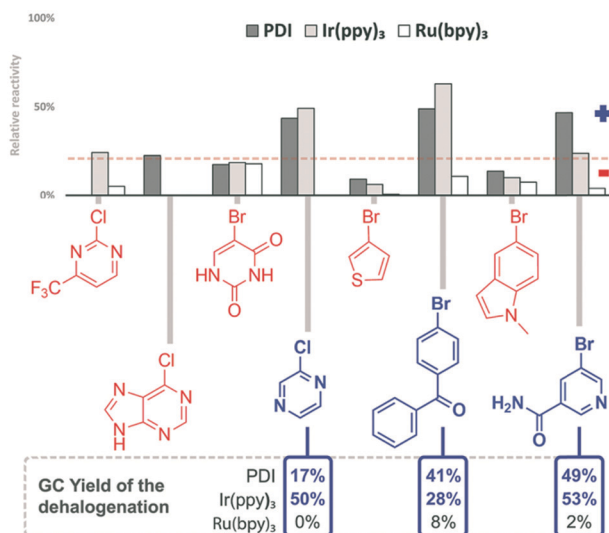 100%
PDI Ir(ppy)₃ Ru(bpy)₃
Relative reactivity
50%
+
-
0%
Cl
N
N
F₃C
Br
O
HN
NH
O
Br
S
Br
N
Cl
N
N
N
N
H
Cl
N
N
Br
O
Br
H₂N
N
O
GC Yield of the
dehalogenation
PDI 17% 41% 49%
Ir(ppy)₃ 50% 28% 53%
Ru(bpy)₃ 0% 8% 2%